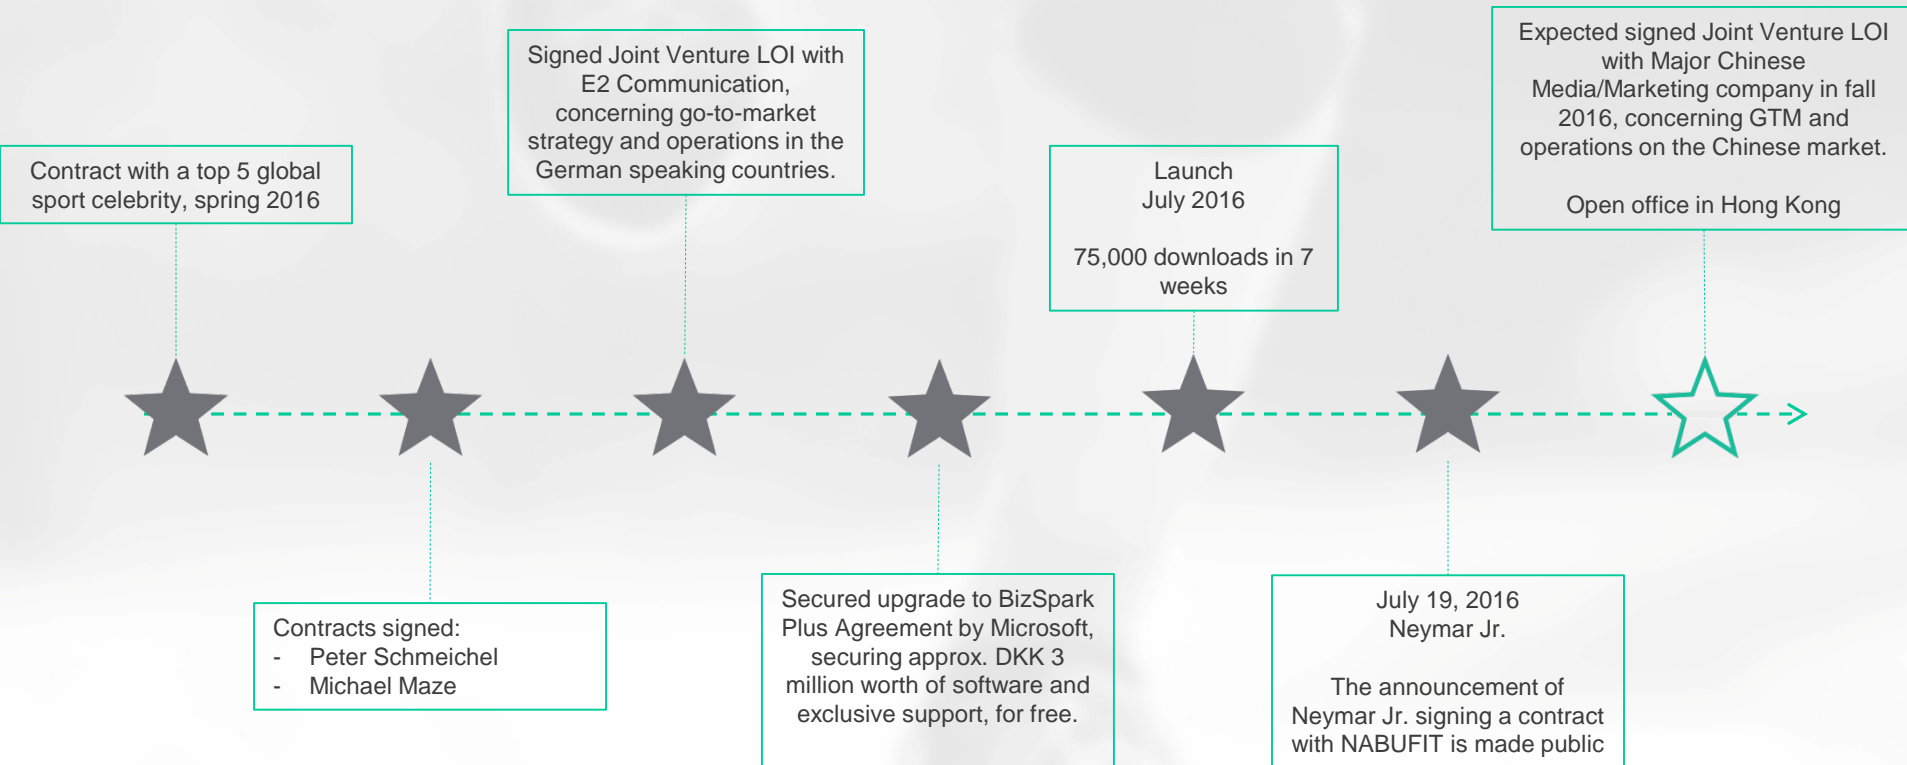 Contract with a top 5 global
sport celebrity, spring 2016
Contracts signed:
- Peter Schmeichel
- Michael Maze
Signed Joint Venture LOI with
E2 Communication,
concerning go-to-market
strategy and operations in the
German speaking countries.
Secured upgrade to BizSpark
Plus Agreement by Microsoft,
securing approx. DKK 3
million worth of software and
exclusive support, for free.
Launch
July 2016
75,000 downloads in 7
weeks
July 19, 2016
Neymar Jr.
The announcement of
Neymar Jr. signing a contract
with NABUFIT is made public
Expected signed Joint Venture LOI
with Major Chinese
Media/Marketing company in fall
2016, concerning GTM and
operations on the Chinese market.
Open office in Hong Kong